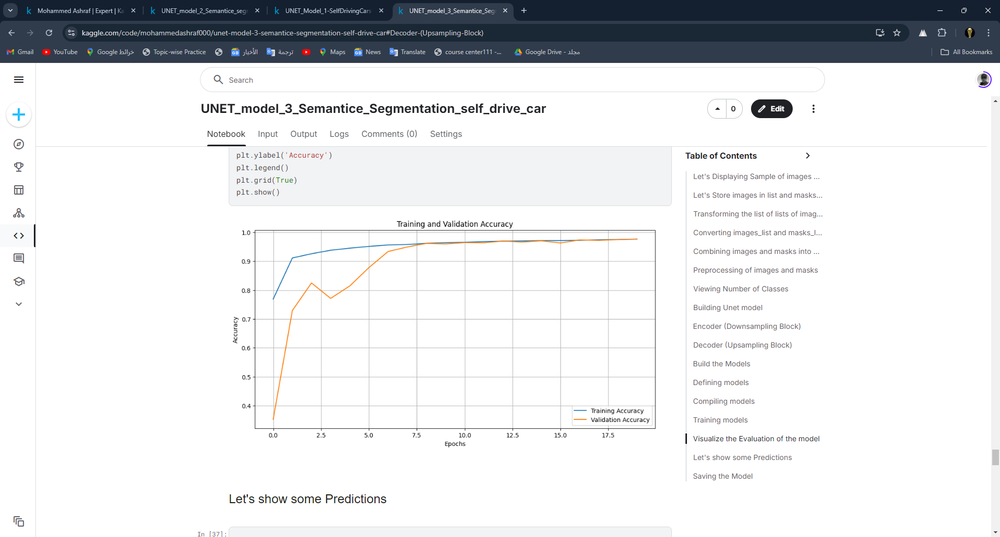 Mohammed Ashraf | Expert | Ka
UNET_model_2_Semantice_segr
UNET_Model_1-SelfDrivingCars
UNET_model_3_Semantice_Seg
kaggle.com/code/mohammedashraf000/unet-model-3-semantice-segmentation-self-drive-car#Decoder-(Upsampling-Block)
Gmail
YouTube
خرائط Google
Topic-wise Practice
الأخبار
ترجمة
Maps
News
Translate
course center111 -...
Google Drive - مجلد
All Bookmarks
Search
UNET_model_3_Semantice_Segmentation_self_drive_car
0
Edit
Notebook
Input
Output
Logs
Comments (0)
Settings
plt.ylabel('Accuracy')
plt.legend()
plt.grid(True)
plt.show()
Training and Validation Accuracy
1.0
0.9
0.8
0.7
0.6
0.5
0.4
Accuracy
Training Accuracy
Validation Accuracy
0.0 2.5 5.0 7.5 10.0 12.5 15.0 17.5
Epochs
Let's show some Predictions
In [37]:
Table of Contents
Let's Displaying Sample of images ...
Let's Store images in list and masks...
Transforming the list of lists of imag...
Converting images_list and masks_l...
Combining images and masks into ...
Preprocessing of images and masks
Viewing Number of Classes
Building Unet model
Encoder (Downsampling Block)
Decoder (Upsampling Block)
Build the Models
Defining models
Compiling models
Training models
Visualize the Evaluation of the model
Let's show some Predictions
Saving the Model